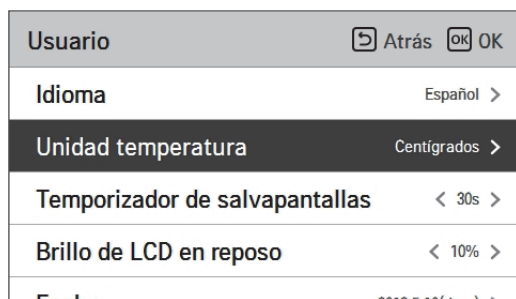 Usuario Atrás OK OK
Idioma Español >
Unidad temperatura Centígrados >
Temporizador de salvapantallas < 30s >
Brillo de LCD en reposo < 10% >